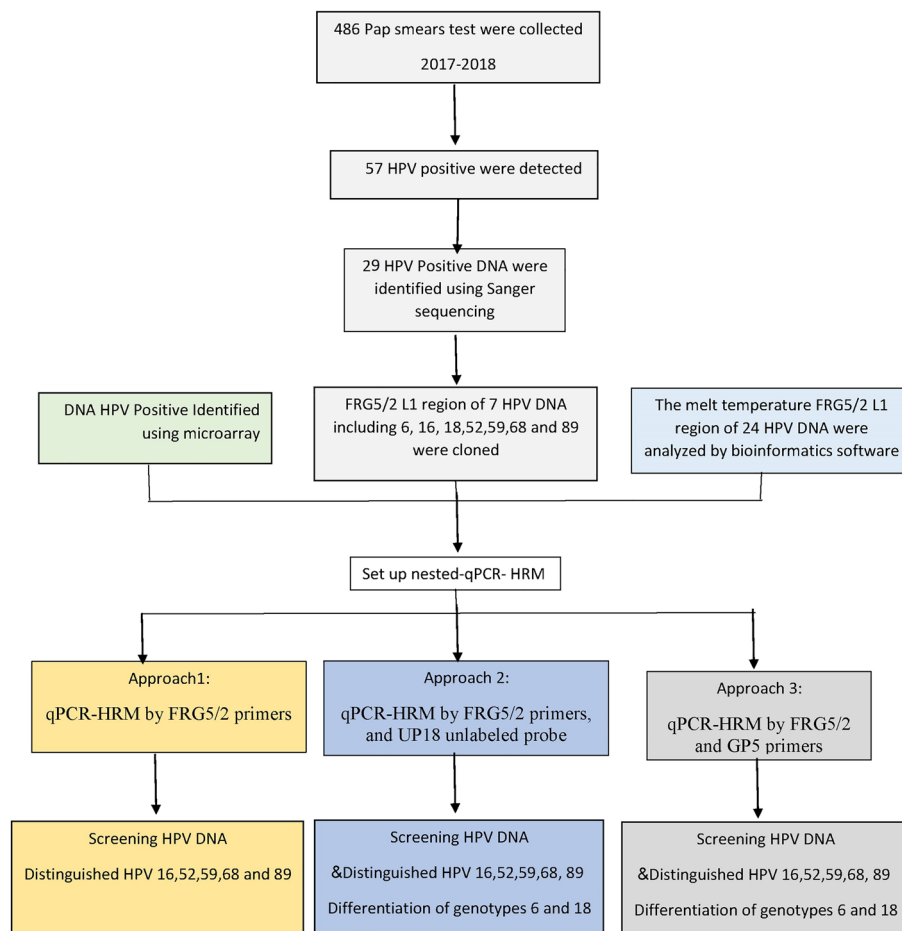 486 Pap smears test were collected
2017-2018
57 HPV positive were detected
29 HPV Positive DNA were
identified using Sanger
sequencing
DNA HPV Positive Identified
using microarray
FRG5/2 L1 region of 7 HPV DNA
including 6, 16, 18,52,59,68 and 89
were cloned
The melt temperature FRG5/2 L1
region of 24 HPV DNA were
analyzed by bioinformatics software
Set up nested-qPCR- HRM
Approach1:
qPCR-HRM by FRG5/2 primers
Approach 2:
qPCR-HRM by FRG5/2 primers,
and UP18 unlabeled probe
Approach 3:
qPCR-HRM by FRG5/2
and GP5 primers
Screening HPV DNA
Distinguished HPV 16,52,59,68 and 89
Screening HPV DNA
&Distinguished HPV 16,52,59,68, 89
Differentiation of genotypes 6 and 18
Screening HPV DNA
&Distinguished HPV 16,52,59,68, 89
Differentiation of genotypes 6 and 18